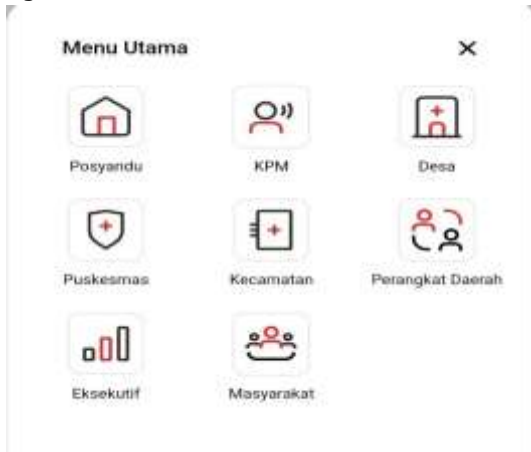 Menu Utama
Posyandu KPM Desa
Puskesmas Kecamatan Perangkat Daerah
Eksekutif Masyarakat